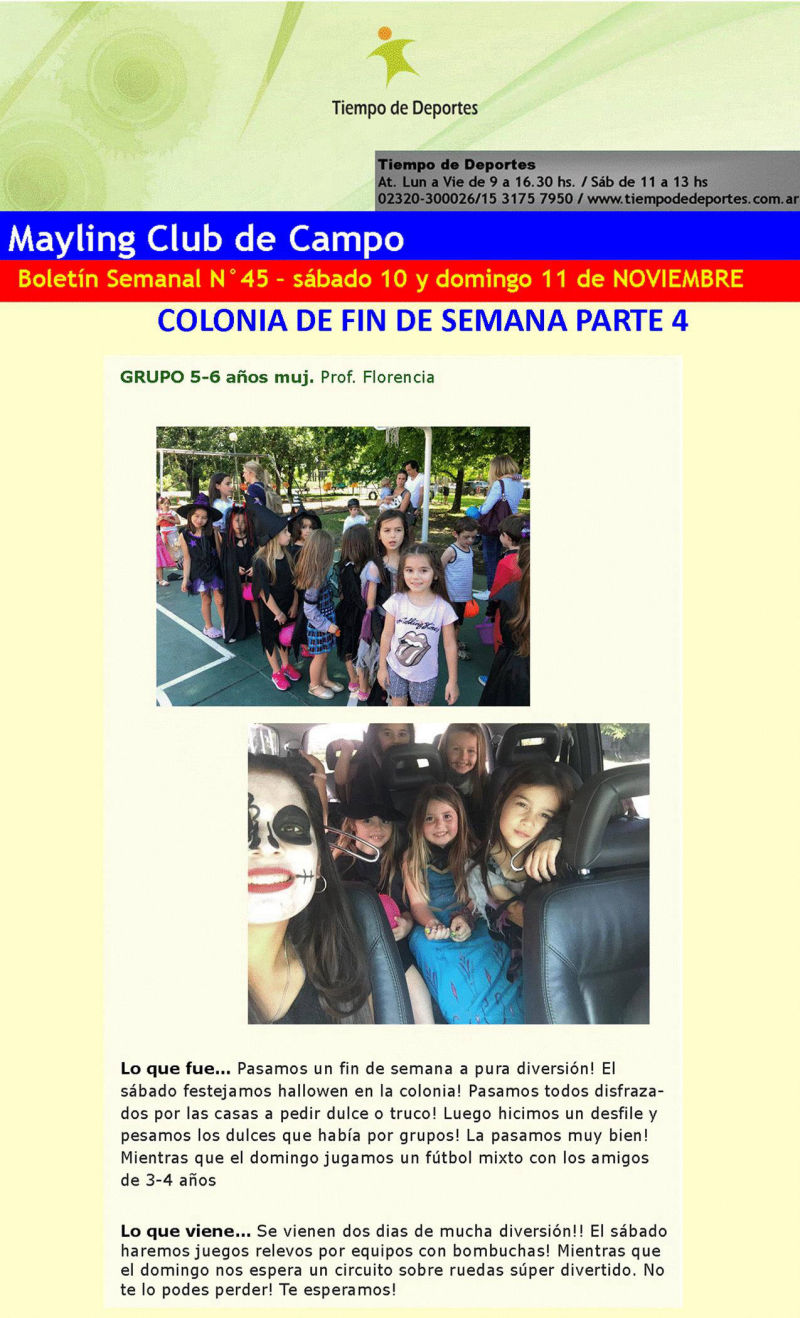 Tiempo de Deportes
Tiempo de Deportes
At. Lun a Vie de 9 a 16.30 hs. / Sáb de 11 a 13 hs
02320-300026/15 3175 7950 / www.tiempodedeportes.com.ar
Mayling Club de Campo
Boletín Semanal N°45 – sábado 10 y domingo 11 de NOVIEMBRE
COLONIA DE FIN DE SEMANA PARTE 4
GRUPO 5-6 años muj. Prof. Florencia
Lo que fue... Pasamos un fin de semana a pura diversión! El
sábado festejamos hallowen en la colonia! Pasamos todos disfraza-
dos por las casas a pedir dulce o truco! Luego hicimos un desfile y
pesamos los dulces que había por grupos! La pasamos muy bien!
Mientras que el domingo jugamos un fútbol mixto con los amigos
de 3-4 años
Lo que viene... Se vienen dos dias de mucha diversión!! El sábado
haremos juegos relevos por equipos con bombuchas! Mientras que
el domingo nos espera un circuito sobre ruedas súper divertido. No
te lo podes perder! Te esperamos!